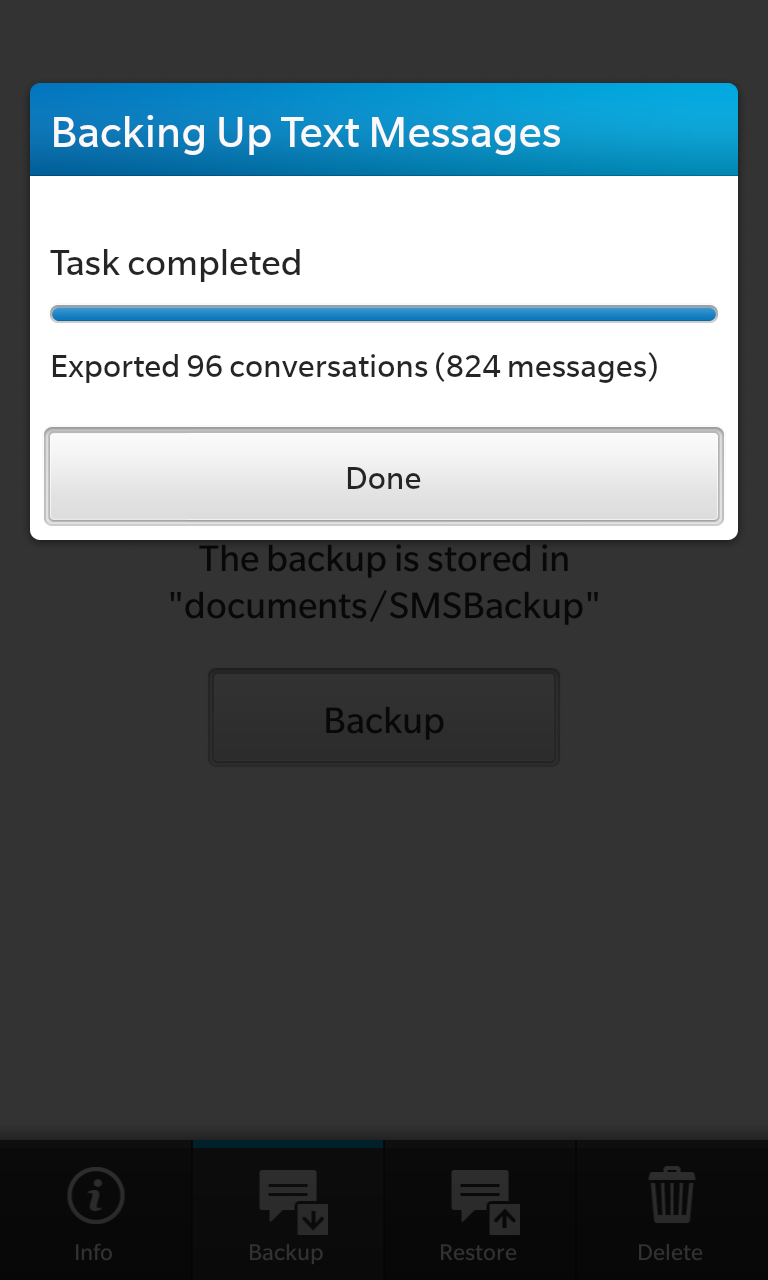 Backing Up Text Messages
Task completed
Exported 96 conversations (824 messages)
Done
The backup is stored in
"documents/SMSBackup"
Backup
Info
Backup
Restore
Delete